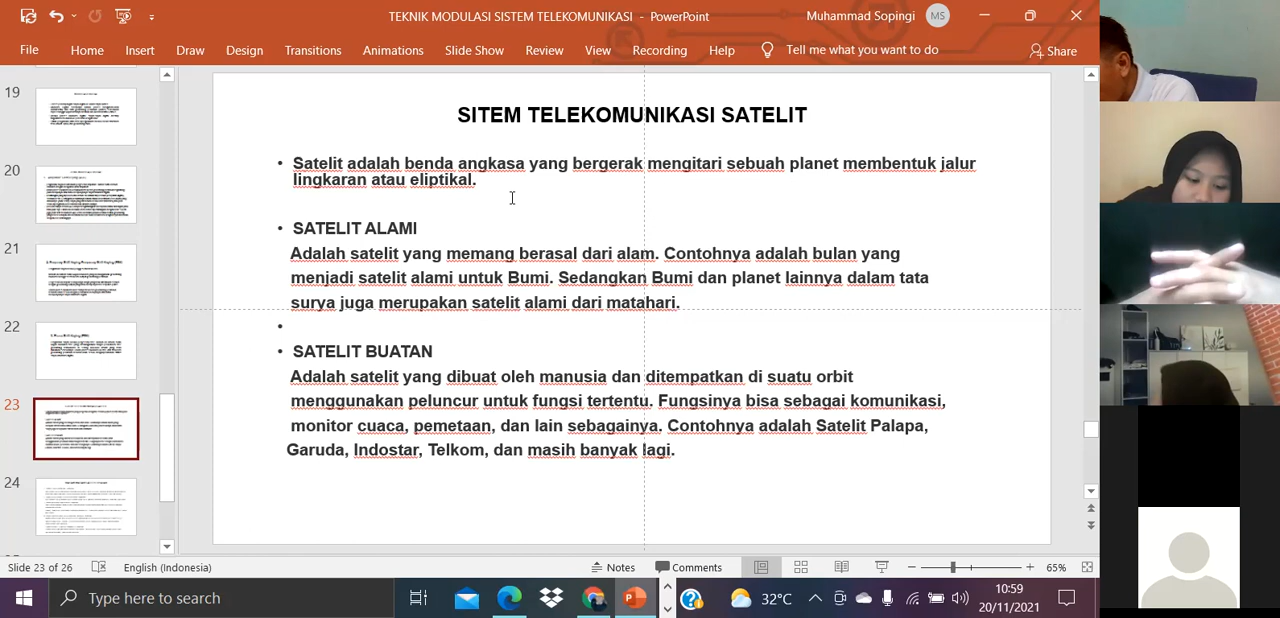 TEKNIK MODULASI SISTEM TELEKOMUNIKASI - PowerPoint
Muhammad Sopingi MS
File Home Insert Draw Design Transitions Animations Slide Show Review View Recording Help Tell me what you want to do Share
19
20
21
22
23
24
SITEM TELEKOMUNIKASI SATELIT
• Satelit adalah benda angkasa yang bergerak mengitari sebuah planet membentuk jalur
lingkaran atau eliptikal.
• SATELIT ALAMI
Adalah satelit yang memang berasal dari alam. Contohnya adalah bulan yang
menjadi satelit alami untuk Bumi. Sedangkan Bumi dan planet lainnya dalam tata
surya juga merupakan satelit alami dari matahari.
•
• SATELIT BUATAN
Adalah satelit yang dibuat oleh manusia dan ditempatkan di suatu orbit
menggunakan peluncur untuk fungsi tertentu. Fungsinya bisa sebagai komunikasi,
monitor cuaca, pemetaan, dan lain sebagainya. Contohnya adalah Satelit Palapa,
Garuda, Indostar, Telkom, dan masih banyak lagi.
Slide 23 of 26 English (Indonesia) Notes Comments 65%
Type here to search 32°C 10:59
20/11/2021